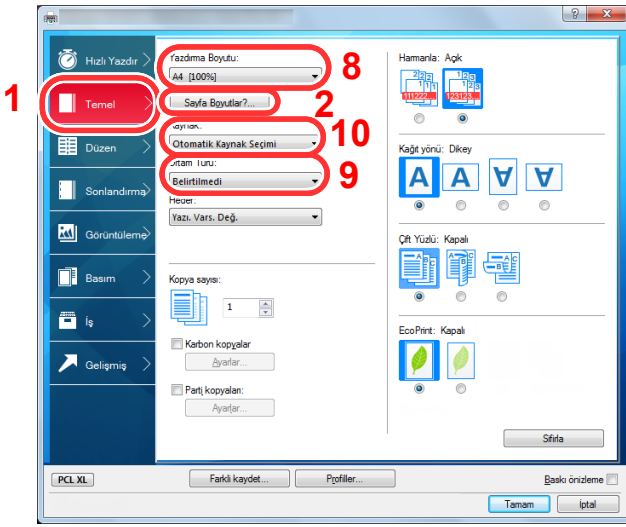 Hızlı Yazdır
Temel
Düzen
Sonlandırma
Görüntüleme
Basım
İş
Gelişmiş
1
Yazdırma Boyutu:
A4 [100%]
8
Sayfa Boyutlar?...
2
Kaynak:
Otomatik Kaynak Seçimi
10
Ortam Türü:
Belirtilmedi
9
Hedef:
Yazı. Vars. Değ.
Kopya sayısı:
1
Karbon kopyalar
Ayarlar...
Parti kopyaları:
Ayarlar...
Harmanla: Açık
111222...
123123...
Kağıt yönü: Dikey
A A A A
Çift Yüzlü: Kapalı
EcoPrint: Kapalı
Sıfırla
PCL XL
Farklı kaydet...
Profiller...
Baskı önizleme
Tamam
İptal